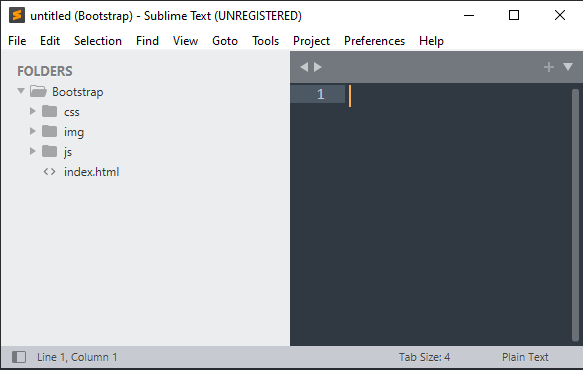 untitled (Bootstrap) - Sublime Text (UNREGISTERED)
File Edit Selection Find View Goto Tools Project Preferences Help
FOLDERS
Bootstrap
css
img
js
<> index.html
1
Line 1, Column 1 Tab Size: 4 Plain Text